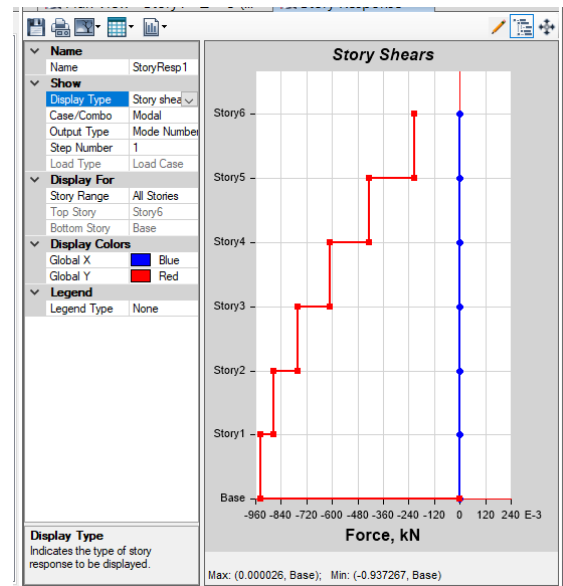 Name
Name StoryResp1
Show
Display Type Story shea
Case/Combo Modal
Output Type Mode Number
Step Number 1
Load Type Load Case
Display For
Story Range All Stories
Top Story Story6
Bottom Story Base
Display Colors
Global X Blue
Global Y Red
Legend
Legend Type None
Display Type
Indicates the type of story
response to be displayed.
Story Shears
Story6
Story5
Story4
Story3
Story2
Story1
Base
-960 -840 -720 -600 -480 -360 -240 -120 0 120 240 E-3
Force, kN
Max: (0.000026, Base); Min: (-0.937267, Base)